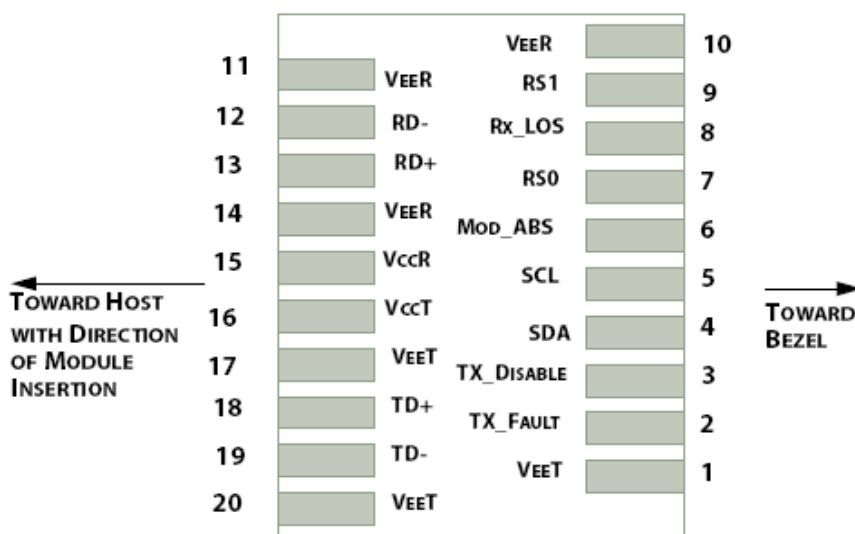 11 VEER
12 RD-
13 RD+
14 VEER
15 VCCR
16 VCCT
17 VEET
18 TD+
19 TD-
20 VEET
VEER 10
RS1 9
RX_LOS 8
RS0 7
MOD_ABS 6
SCL 5
SDA 4
TX_DISABLE 3
TX_FAULT 2
VEET 1
TOWARD HOST
WITH DIRECTION
OF MODULE
INSERTION
TOWARD
BEZEL